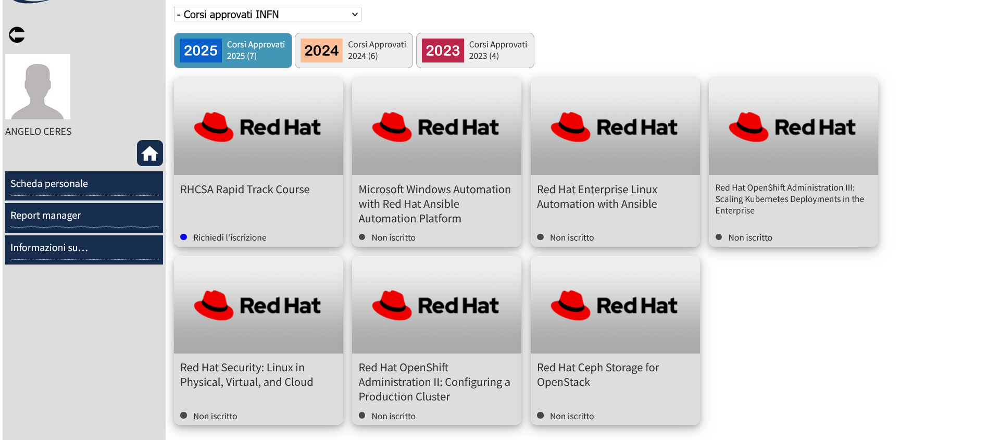 - Corsi approvati INFN
2025
Corsi Approvati
2025 (7)
2024
Corsi Approvati
2024 (6)
2023
Corsi Approvati
2023 (4)
ANGELO CERES
Scheda personale
Report manager
Informazioni su...
Red Hat
RHCSA Rapid Track Course
Richiedi l'iscrizione
Red Hat
Microsoft Windows Automation
with Red Hat Ansible
Automation Platform
Non iscritto
Red Hat
Red Hat Enterprise Linux
Automation with Ansible
Non iscritto
Red Hat
Red Hat OpenShift Administration III:
Scaling Kubernetes Deployments in the
Enterprise
Non iscritto
Red Hat
Red Hat Security: Linux in
Physical, Virtual, and Cloud
Non iscritto
Red Hat
Red Hat OpenShift
Administration II: Configuring a
Production Cluster
Non iscritto
Red Hat
Red Hat Ceph Storage for
OpenStack
Non iscritto